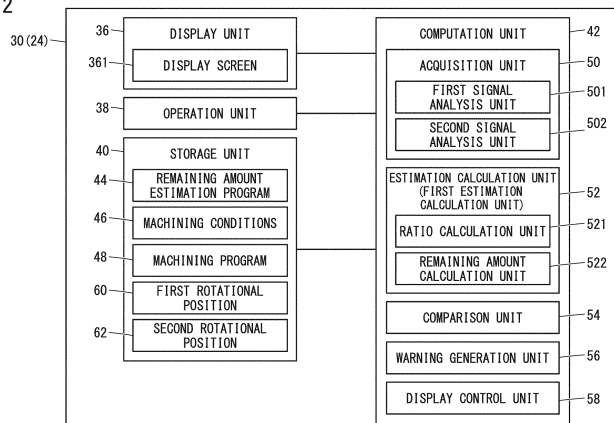 2
30(24)
36
DISPLAY UNIT
361
DISPLAY SCREEN
38
OPERATION UNIT
40
STORAGE UNIT
44
REMAINING AMOUNT
ESTIMATION PROGRAM
46
MACHINING CONDITIONS
48
MACHINING PROGRAM
60
FIRST ROTATIONAL
POSITION
62
SECOND ROTATIONAL
POSITION
COMPUTATION UNIT
42
ACQUISITION UNIT
50
FIRST SIGNAL
ANALYSIS UNIT
501
SECOND SIGNAL
ANALYSIS UNIT
502
ESTIMATION CALCULATION UNIT
(FIRST ESTIMATION
CALCULATION UNIT)
52
RATIO CALCULATION UNIT
521
REMAINING AMOUNT
CALCULATION UNIT
522
COMPARISON UNIT
54
WARNING GENERATION UNIT
56
DISPLAY CONTROL UNIT
58